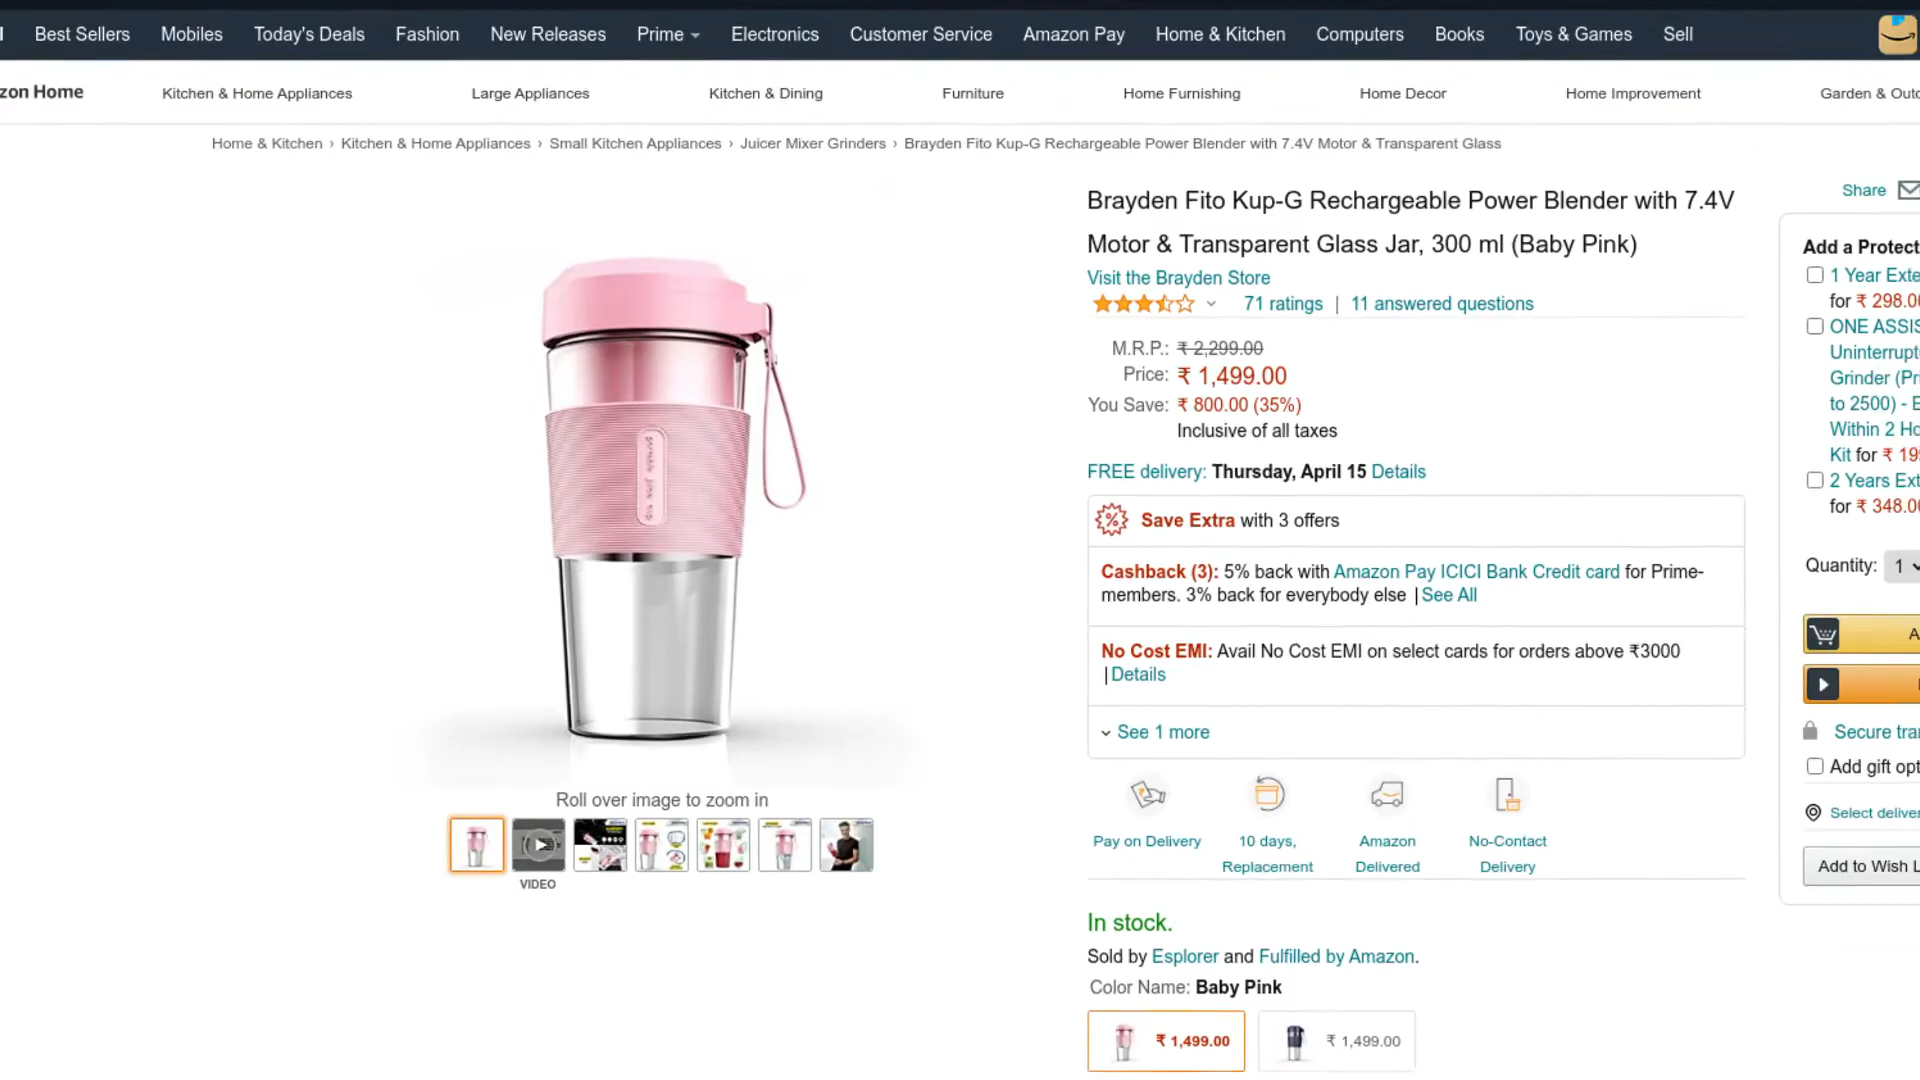 Best Sellers Mobiles Today's Deals Fashion New Releases Prime Electronics Customer Service Amazon Pay Home & Kitchen Computers Books Toys & Games Sell
zon Home Kitchen & Home Appliances Large Appliances Kitchen & Dining Furniture Home Furnishing Home Decor Home Improvement Garden & Outd
Home & Kitchen › Kitchen & Home Appliances › Small Kitchen Appliances › Juicer Mixer Grinders › Brayden Fito Kup-G Rechargeable Power Blender with 7.4V Motor & Transparent Glass
portable juice cup
Roll over image to zoom in
VIDEO
Brayden Fito Kup-G Rechargeable Power Blender with 7.4V
Motor & Transparent Glass Jar, 300 ml (Baby Pink)
Visit the Brayden Store
71 ratings | 11 answered questions
M.R.P.: ₹ 2,299.00
Price: ₹ 1,499.00
You Save: ₹ 800.00 (35%)
Inclusive of all taxes
FREE delivery: Thursday, April 15 Details
Save Extra with 3 offers
Cashback (3): 5% back with Amazon Pay ICICI Bank Credit card for Prime-
members. 3% back for everybody else | See All
No Cost EMI: Avail No Cost EMI on select cards for orders above ₹3000
| Details
See 1 more
Pay on Delivery
10 days,
Replacement
Amazon
Delivered
No-Contact
Delivery
In stock.
Sold by Esplorer and Fulfilled by Amazon.
Color Name: Baby Pink
₹ 1,499.00 ₹ 1,499.00
Share
Add a Protect
1 Year Exte
for ₹ 298.0
ONE ASSIS
Uninterrupt
Grinder (Pri
to 2500) - E
Within 2 Ho
Kit for ₹ 199
2 Years Ext
for ₹ 348.0
Quantity: 1
A
Secure tra
Add gift opt
Select deliver
Add to Wish L